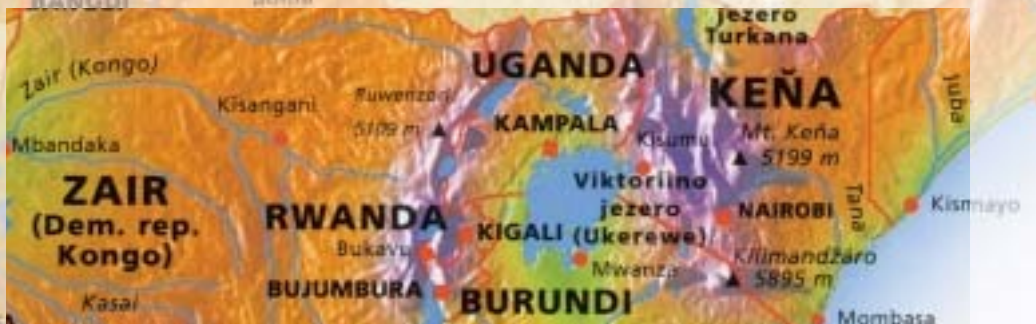 BANGUI
jezero
Turkana
UGANDA
KEŇA
Zair (Kongo)
Juba
Ruwenzori
Kisangani
5109 m
KAMPALA
Kisumu
Mt. Keňa
5199 m
Mbandaka
ZAIR
(Dem. rep.
Kongo)
Viktoriino
jezero
(Ukerewe)
RWANDA
KIGALI
NAIROBI
Tana
Kismayo
Bukavu
Mwanza
Kilimandžaro
5895 m
BUJUMBURA
BURUNDI
Kasai
Mombasa